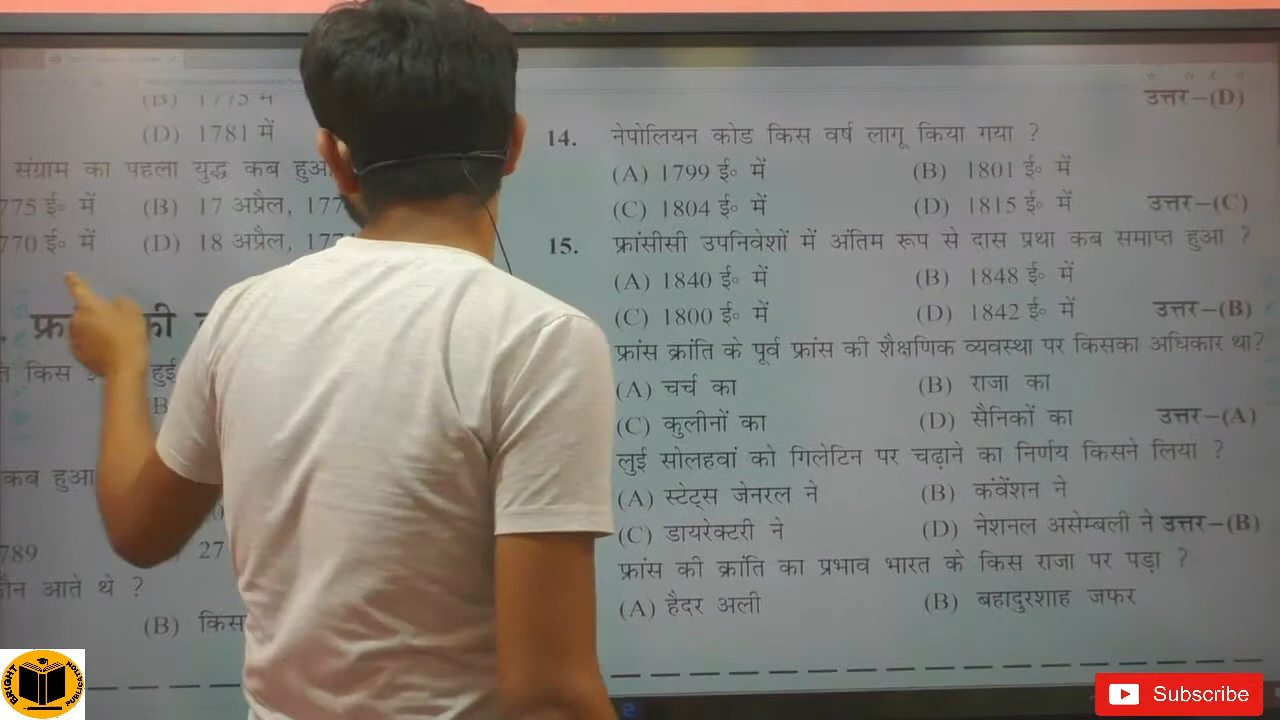 (D) 1781 में
संग्राम का पहला युद्ध कब हुआ
775 ई० में (B) 17 अप्रैल, 177
770 ई० में (D) 18 अप्रैल, 177
की
किस हुई
B
कब हुआ
789 27
कौन आते थे ?
(B) किस
उत्तर–(D)
14. नेपोलियन कोड किस वर्ष लागू किया गया ?
(A) 1799 ई० में (B) 1801 ई० में
(C) 1804 ई० में (D) 1815 ई० में उत्तर–(C)
15. फ्रांसीसी उपनिवेशों में अंतिम रूप से दास प्रथा कब समाप्त हुआ ?
(A) 1840 ई० में (B) 1848 ई० में
(C) 1800 ई० में (D) 1842 ई० में उत्तर–(B)
फ्रांस क्रांति के पूर्व फ्रांस की शैक्षणिक व्यवस्था पर किसका अधिकार था?
(A) चर्च का (B) राजा का
(C) कुलीनों का (D) सैनिकों का उत्तर–(A)
लुई सोलहवां को गिलेटिन पर चढ़ाने का निर्णय किसने लिया ?
(A) स्टेट्स जेनरल ने (B) कंवेंशन ने
(C) डायरेक्टरी ने (D) नेशनल असेम्बली ने उत्तर–(B)
फ्रांस की क्रांति का प्रभाव भारत के किस राजा पर पड़ा ?
(A) हैदर अली (B) बहादुरशाह जफर
BRIGHT PUBLICATION
Subscribe